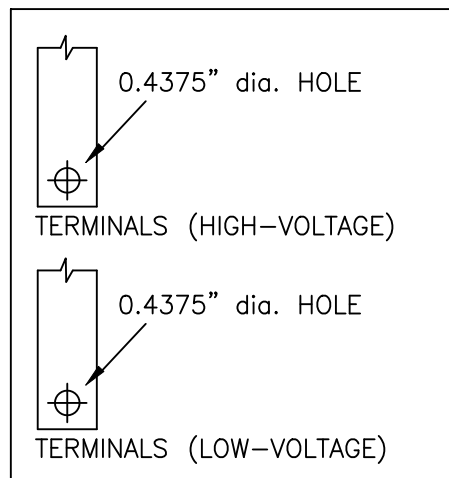 0.4375" dia. HOLE
TERMINALS (HIGH-VOLTAGE)
0.4375" dia. HOLE
TERMINALS (LOW-VOLTAGE)